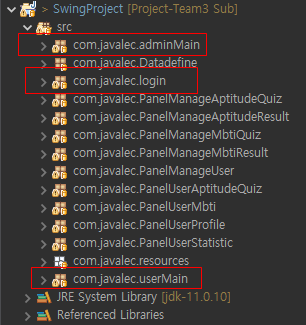 > SwingProject [Project-Team3 Sub]
src
com.javalec.adminMain
com.javalec.Datadefine
com.javalec.login
com.javalec.PanelManageAptitudeQuiz
com.javalec.PanelManageAptitudeResult
com.javalec.PanelManageMbtiQuiz
com.javalec.PanelManageMbtiResult
com.javalec.PanelManageUser
com.javalec.PanelUserAptitudeQuiz
com.javalec.PanelUserMbti
com.javalec.PanelUserProfile
com.javalec.PanelUserStatistic
com.javalec.resources
com.javalec.userMain
JRE System Library [jdk-11.0.10]
Referenced Libraries